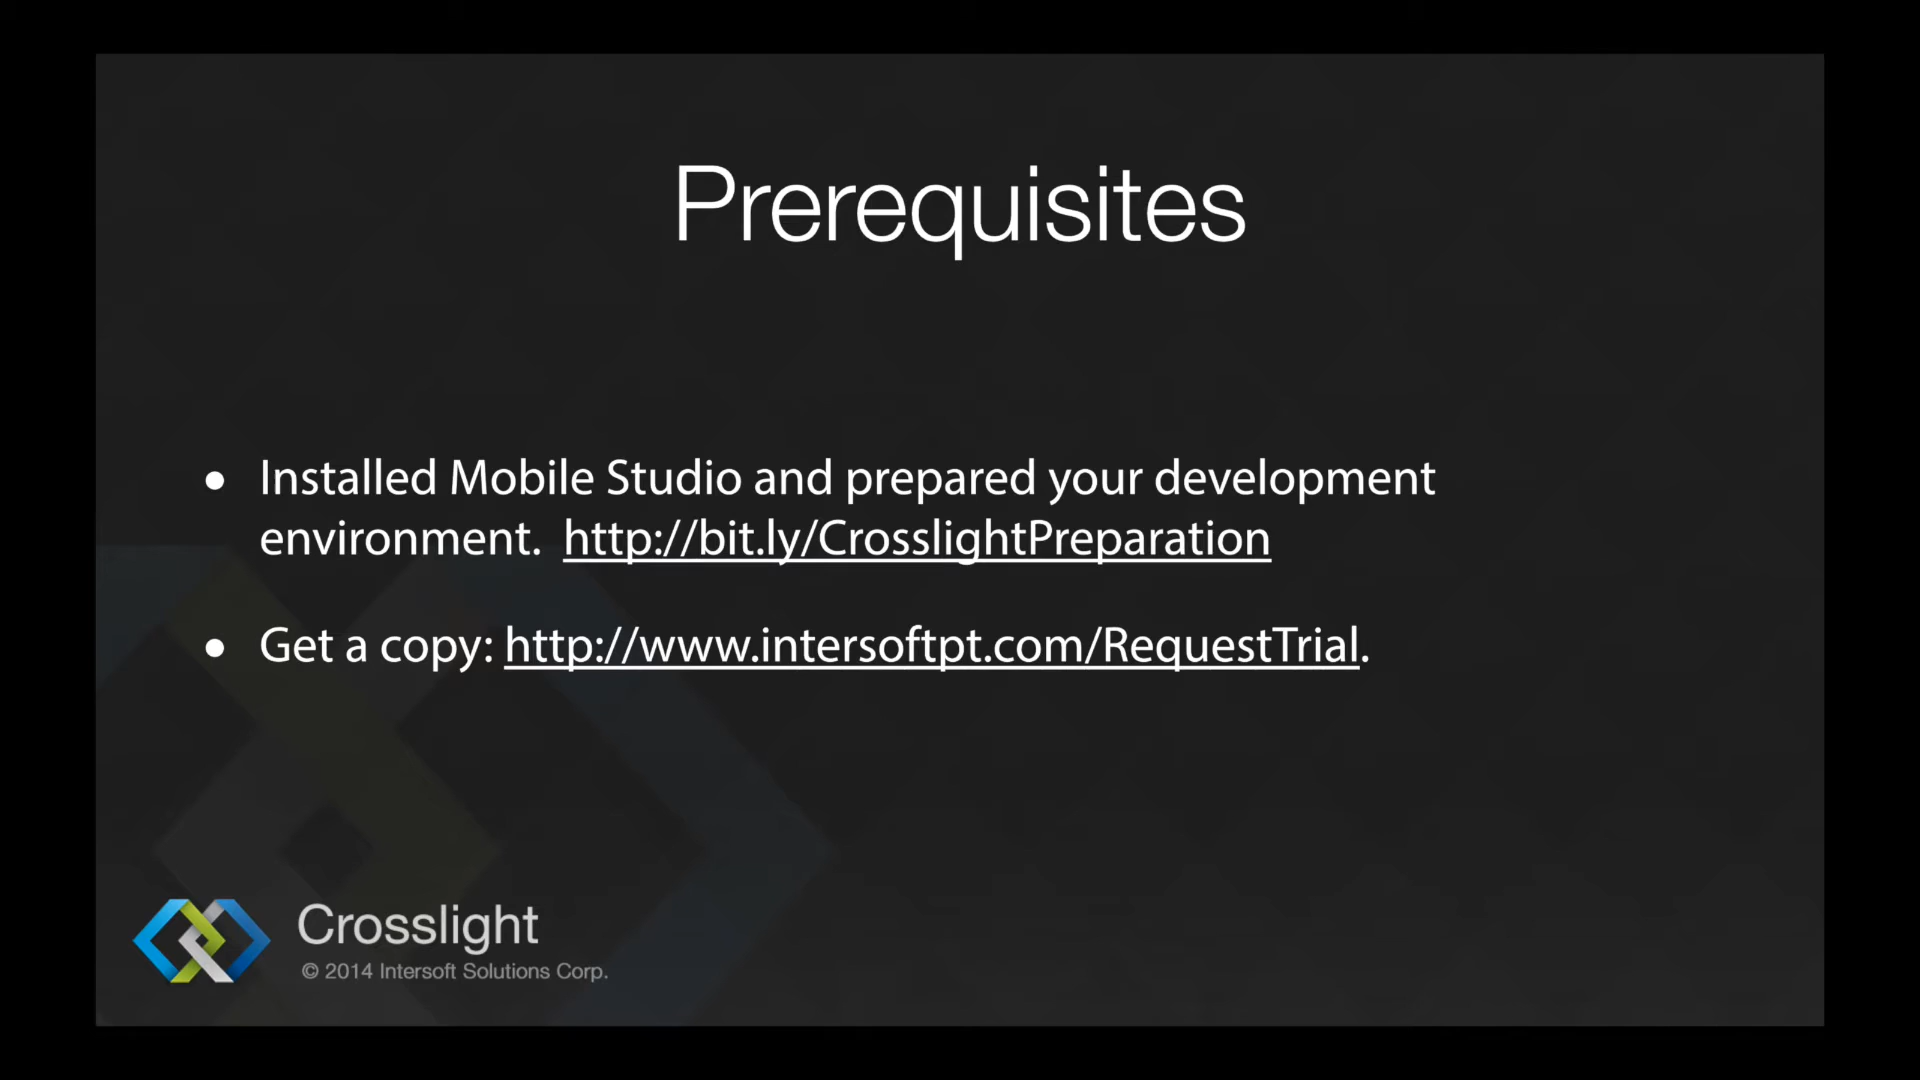 Prerequisites
● Installed Mobile Studio and prepared your development
environment. http://bit.ly/CrosslightPreparation
● Get a copy: http://www.intersoftpt.com/RequestTrial.
Crosslight
© 2014 Intersoft Solutions Corp.